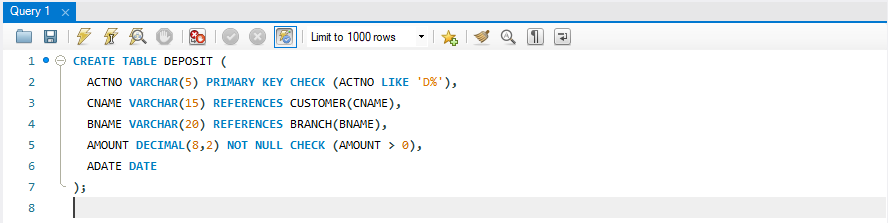 Query 1
Limit to 1000 rows
1 CREATE TABLE DEPOSIT (
2 ACTNO VARCHAR(5) PRIMARY KEY CHECK (ACTNO LIKE 'D%'),
3 CNAME VARCHAR(15) REFERENCES CUSTOMER(CNAME),
4 BNAME VARCHAR(20) REFERENCES BRANCH(BNAME),
5 AMOUNT DECIMAL(8,2) NOT NULL CHECK (AMOUNT > 0),
6 ADATE DATE
7 );
8